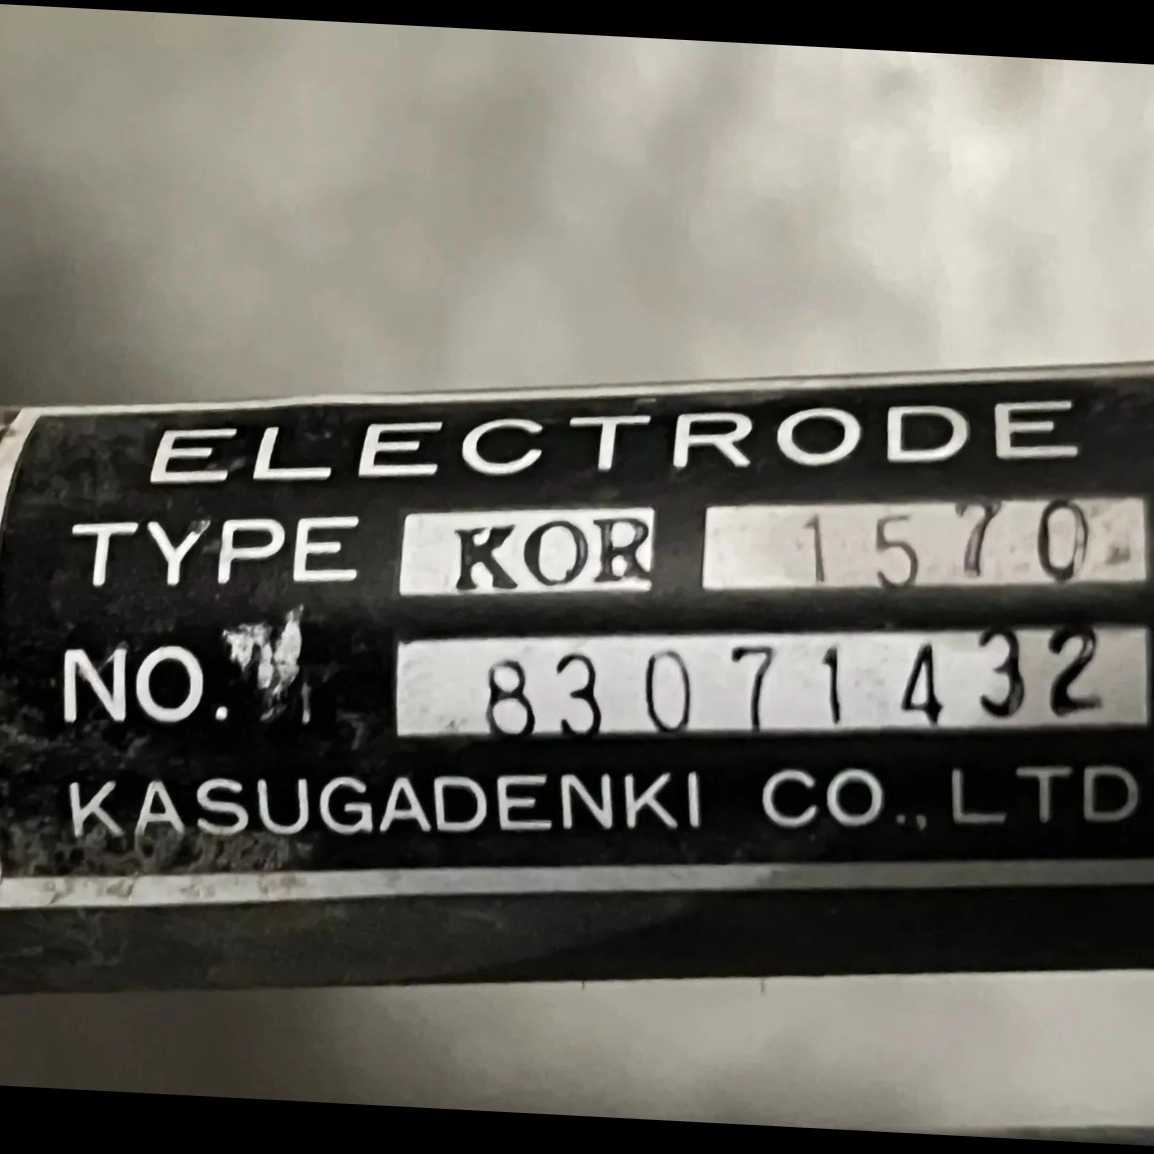 ELECTRODE
TYPE KOR 1570
NO. 83071432
KASUGADENKI CO., LTD